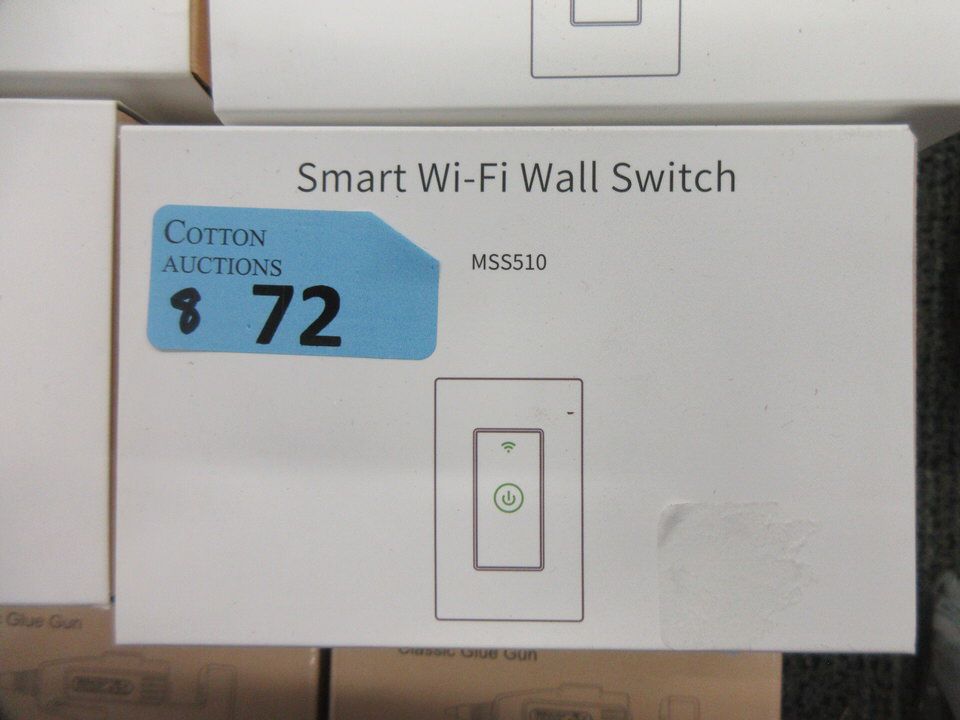 Smart Wi-Fi Wall Switch
COTTON
AUCTIONS
8 72
MSS510
Glue Gun
Classic Glue Gun